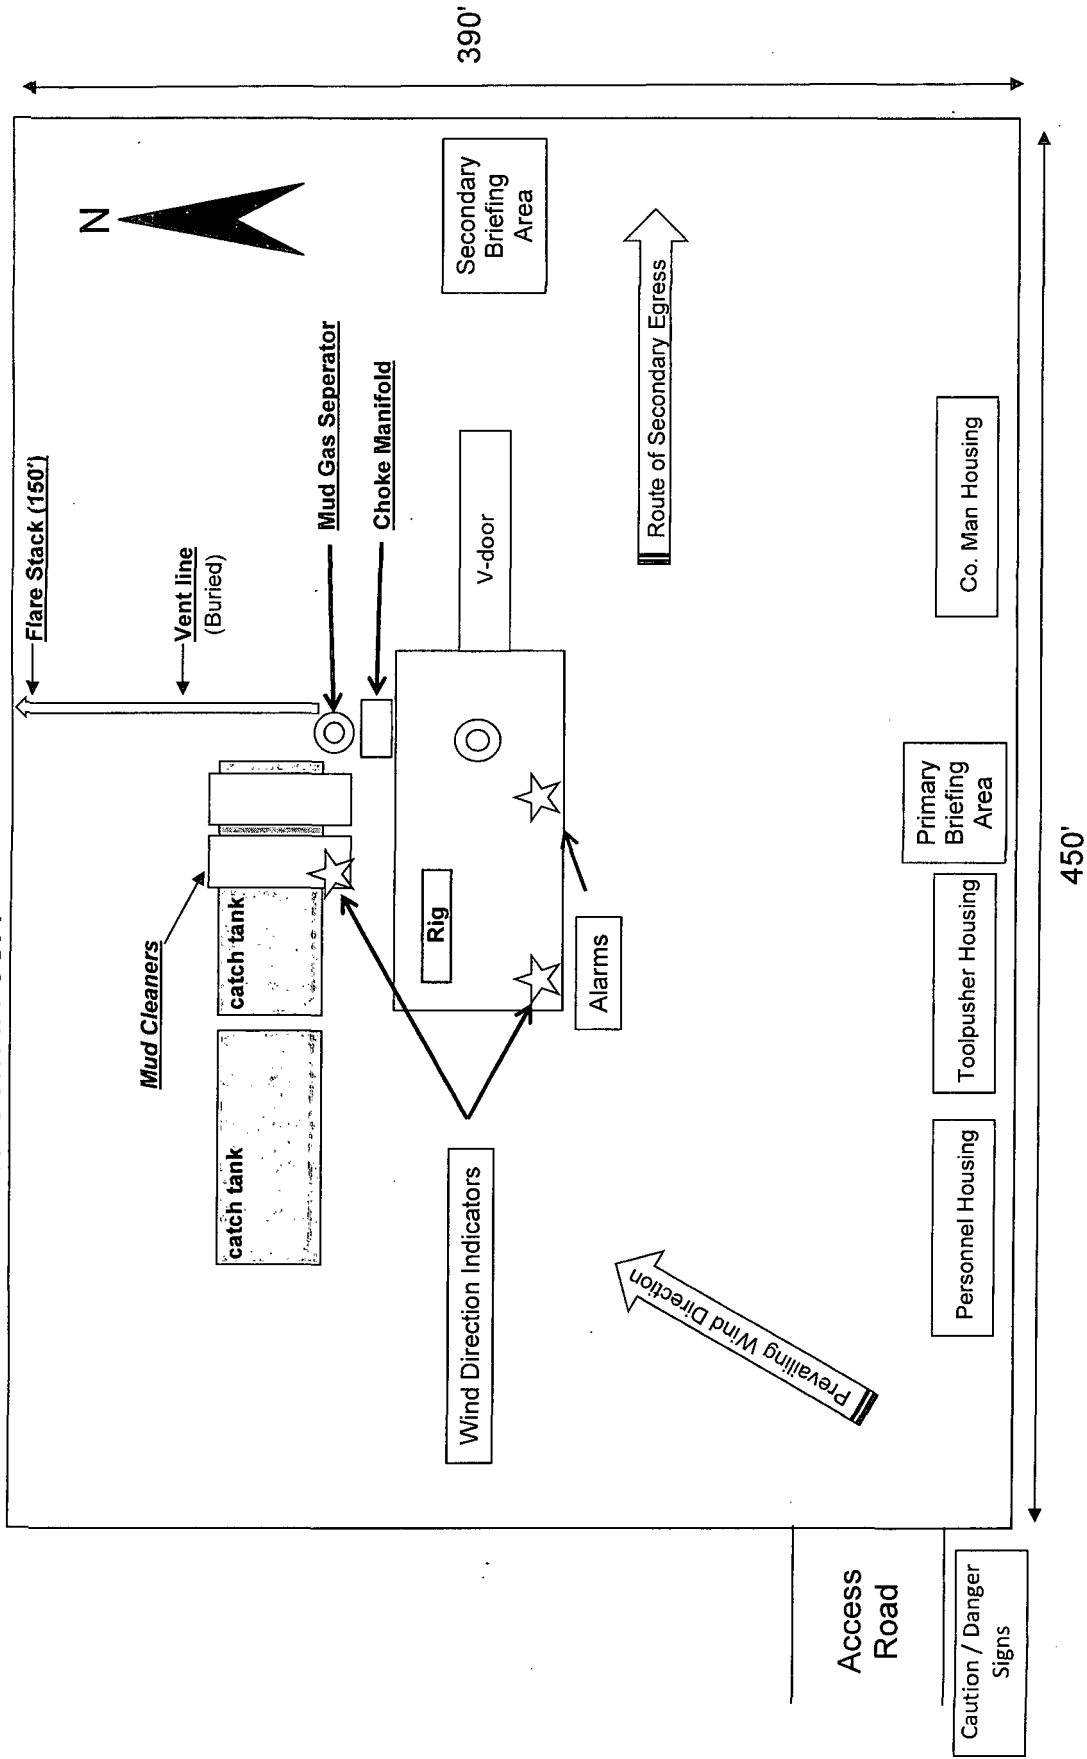 Flare Stack (150')
N
Mud Cleaners
Vent line
(Buried)
catch tank
catch tank
Mud Gas Seperator
Choke Manifold
Rig
Wind Direction Indicators
V-door
Secondary
Briefing
Area
390'
Alarms
Route of Secondary Egress
Prevailing Wind Direction
Access
Road
Primary
Briefing
Area
Personnel Housing
Toolpusher Housing
Co. Man Housing
Caution / Danger
Signs
450'